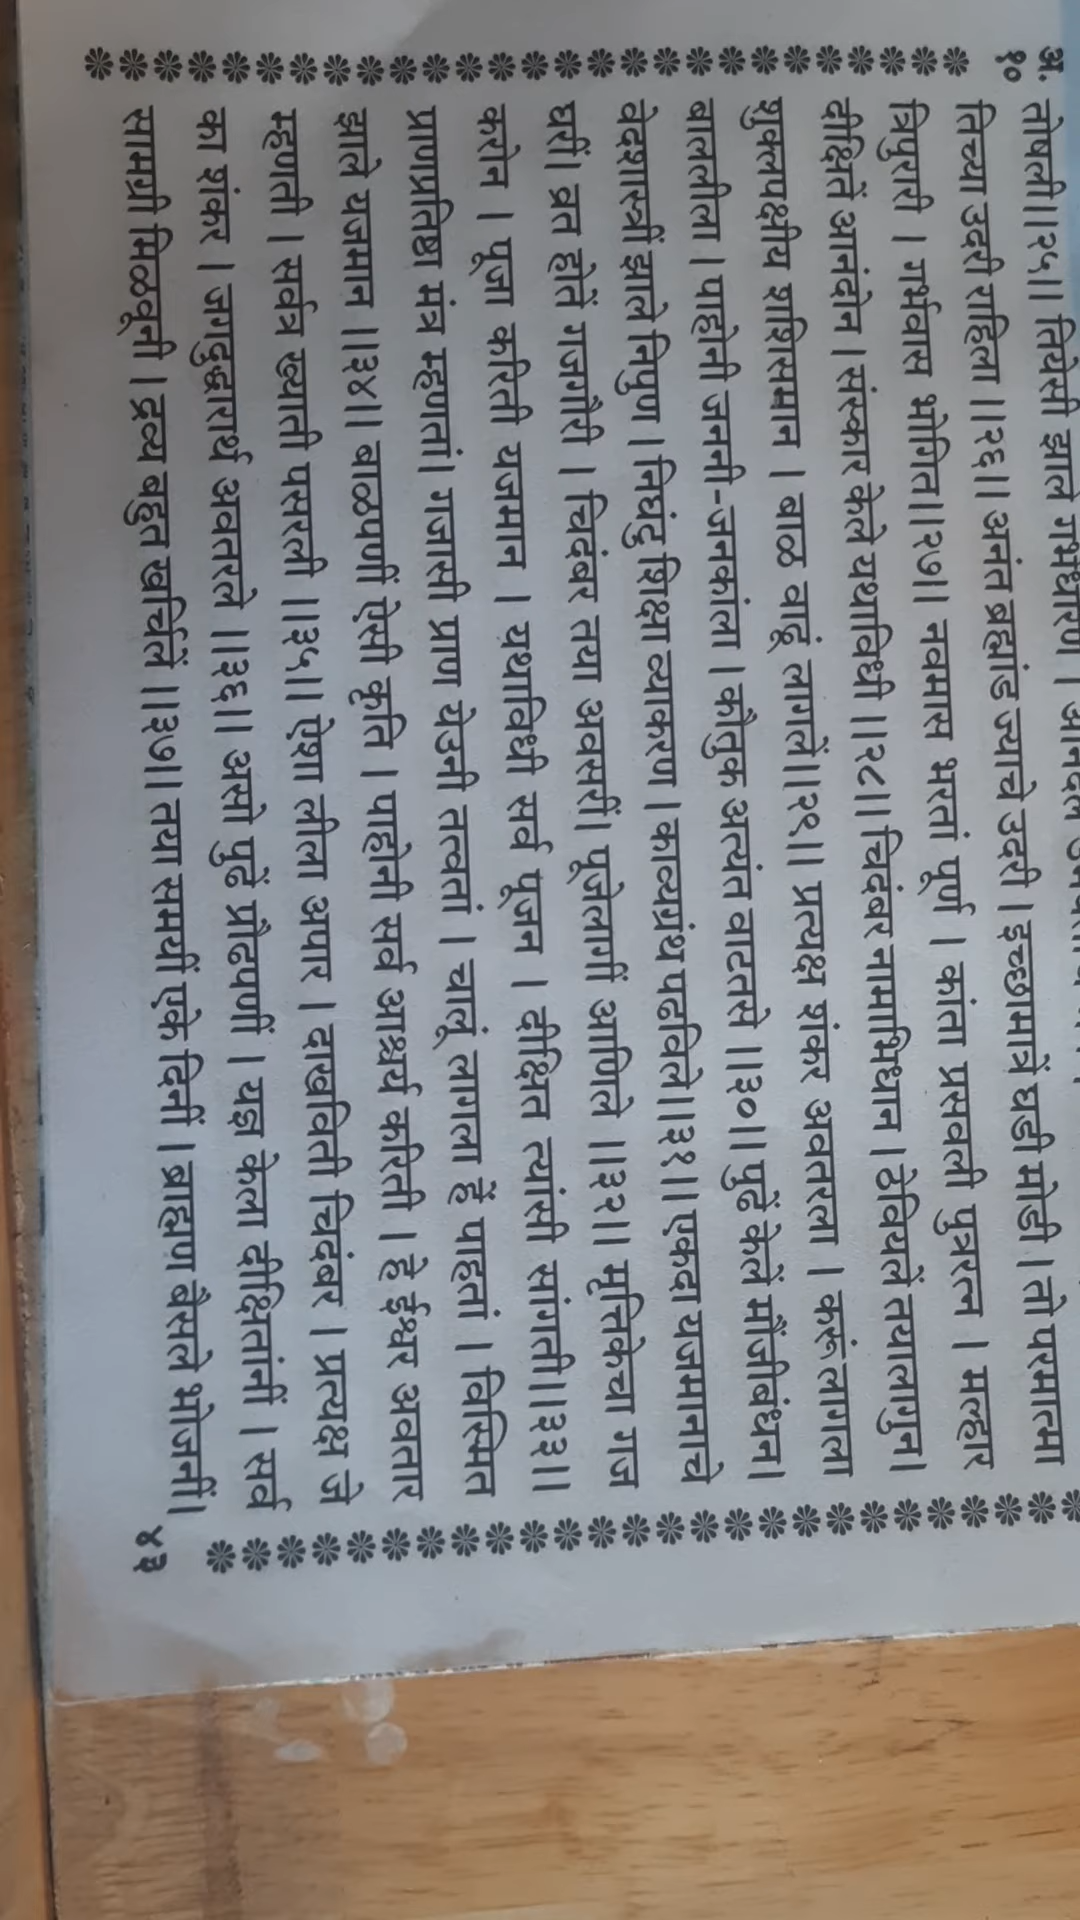 अ. तोषली।।२५।। तियेसी झाले गर्भधारण । आनंदले
१० तिच्या उदरी राहिला ।।२६।। अनंत ब्रह्मांड ज्याचे उदरी । इच्छामात्रें घडी मोडी । तो परमात्मा
त्रिपुरारी । गर्भवास भोगित।।२७।। नवमास भरतां पूर्ण । कांता प्रसवली पुत्ररत्न । मल्हार
दीक्षितें आनंदोन । संस्कार केले यथाविधी ।।२८।। चिदंबर नामाभिधान । ठेवियलें तयालागुन।
शुक्लपक्षीय शशिसमान । बाळ वाढूं लागलें।।२९।। प्रत्यक्ष शंकर अवतरला । करूं लागला
बाललीला । पाहोनी जननी-जनकांला । कौतुक अत्यंत वाटतसे ।।३०।। पुढें केलें मौंजीबंधन।
वेदशास्त्रीं झाले निपुण । निघंटु शिक्षा व्याकरण । काव्यग्रंथ पढविले।।३१।। एकदा यजमानाचे
घरीं। व्रत होतें गजगौरी । चिदंबर तया अवसरीं। पूजेलागीं आणिले ।।३२।। मृत्तिकेचा गज
करोन । पूजा करिती यजमान । यथाविधी सर्व पूजन । दीक्षित त्यांसी सांगती।।३३।।
प्राणप्रतिष्ठा मंत्र म्हणतां। गजासी प्राण येउनी तत्वतां । चालूं लागला हें पाहतां । विस्मित
झाले यजमान ।।३४।। बाळपणीं ऐसी कृति । पाहोनी सर्व आश्चर्य करिती । हे ईश्वर अवतार
म्हणती । सर्वत्र ख्याती पसरली ।।३५।। ऐशा लीला अपार । दाखविती चिदंबर । प्रत्यक्ष जे
का शंकर । जगदुद्धारार्थ अवतरले ।।३६।। असो पुढें प्रौढपणीं । यज्ञ केला दीक्षितांनीं । सर्व
सामग्री मिळवूनी । द्रव्य बहुत खर्चिलें ।।३७।। तया समयीं एके दिनीं । ब्राह्मण बैसले भोजनीं।
४३